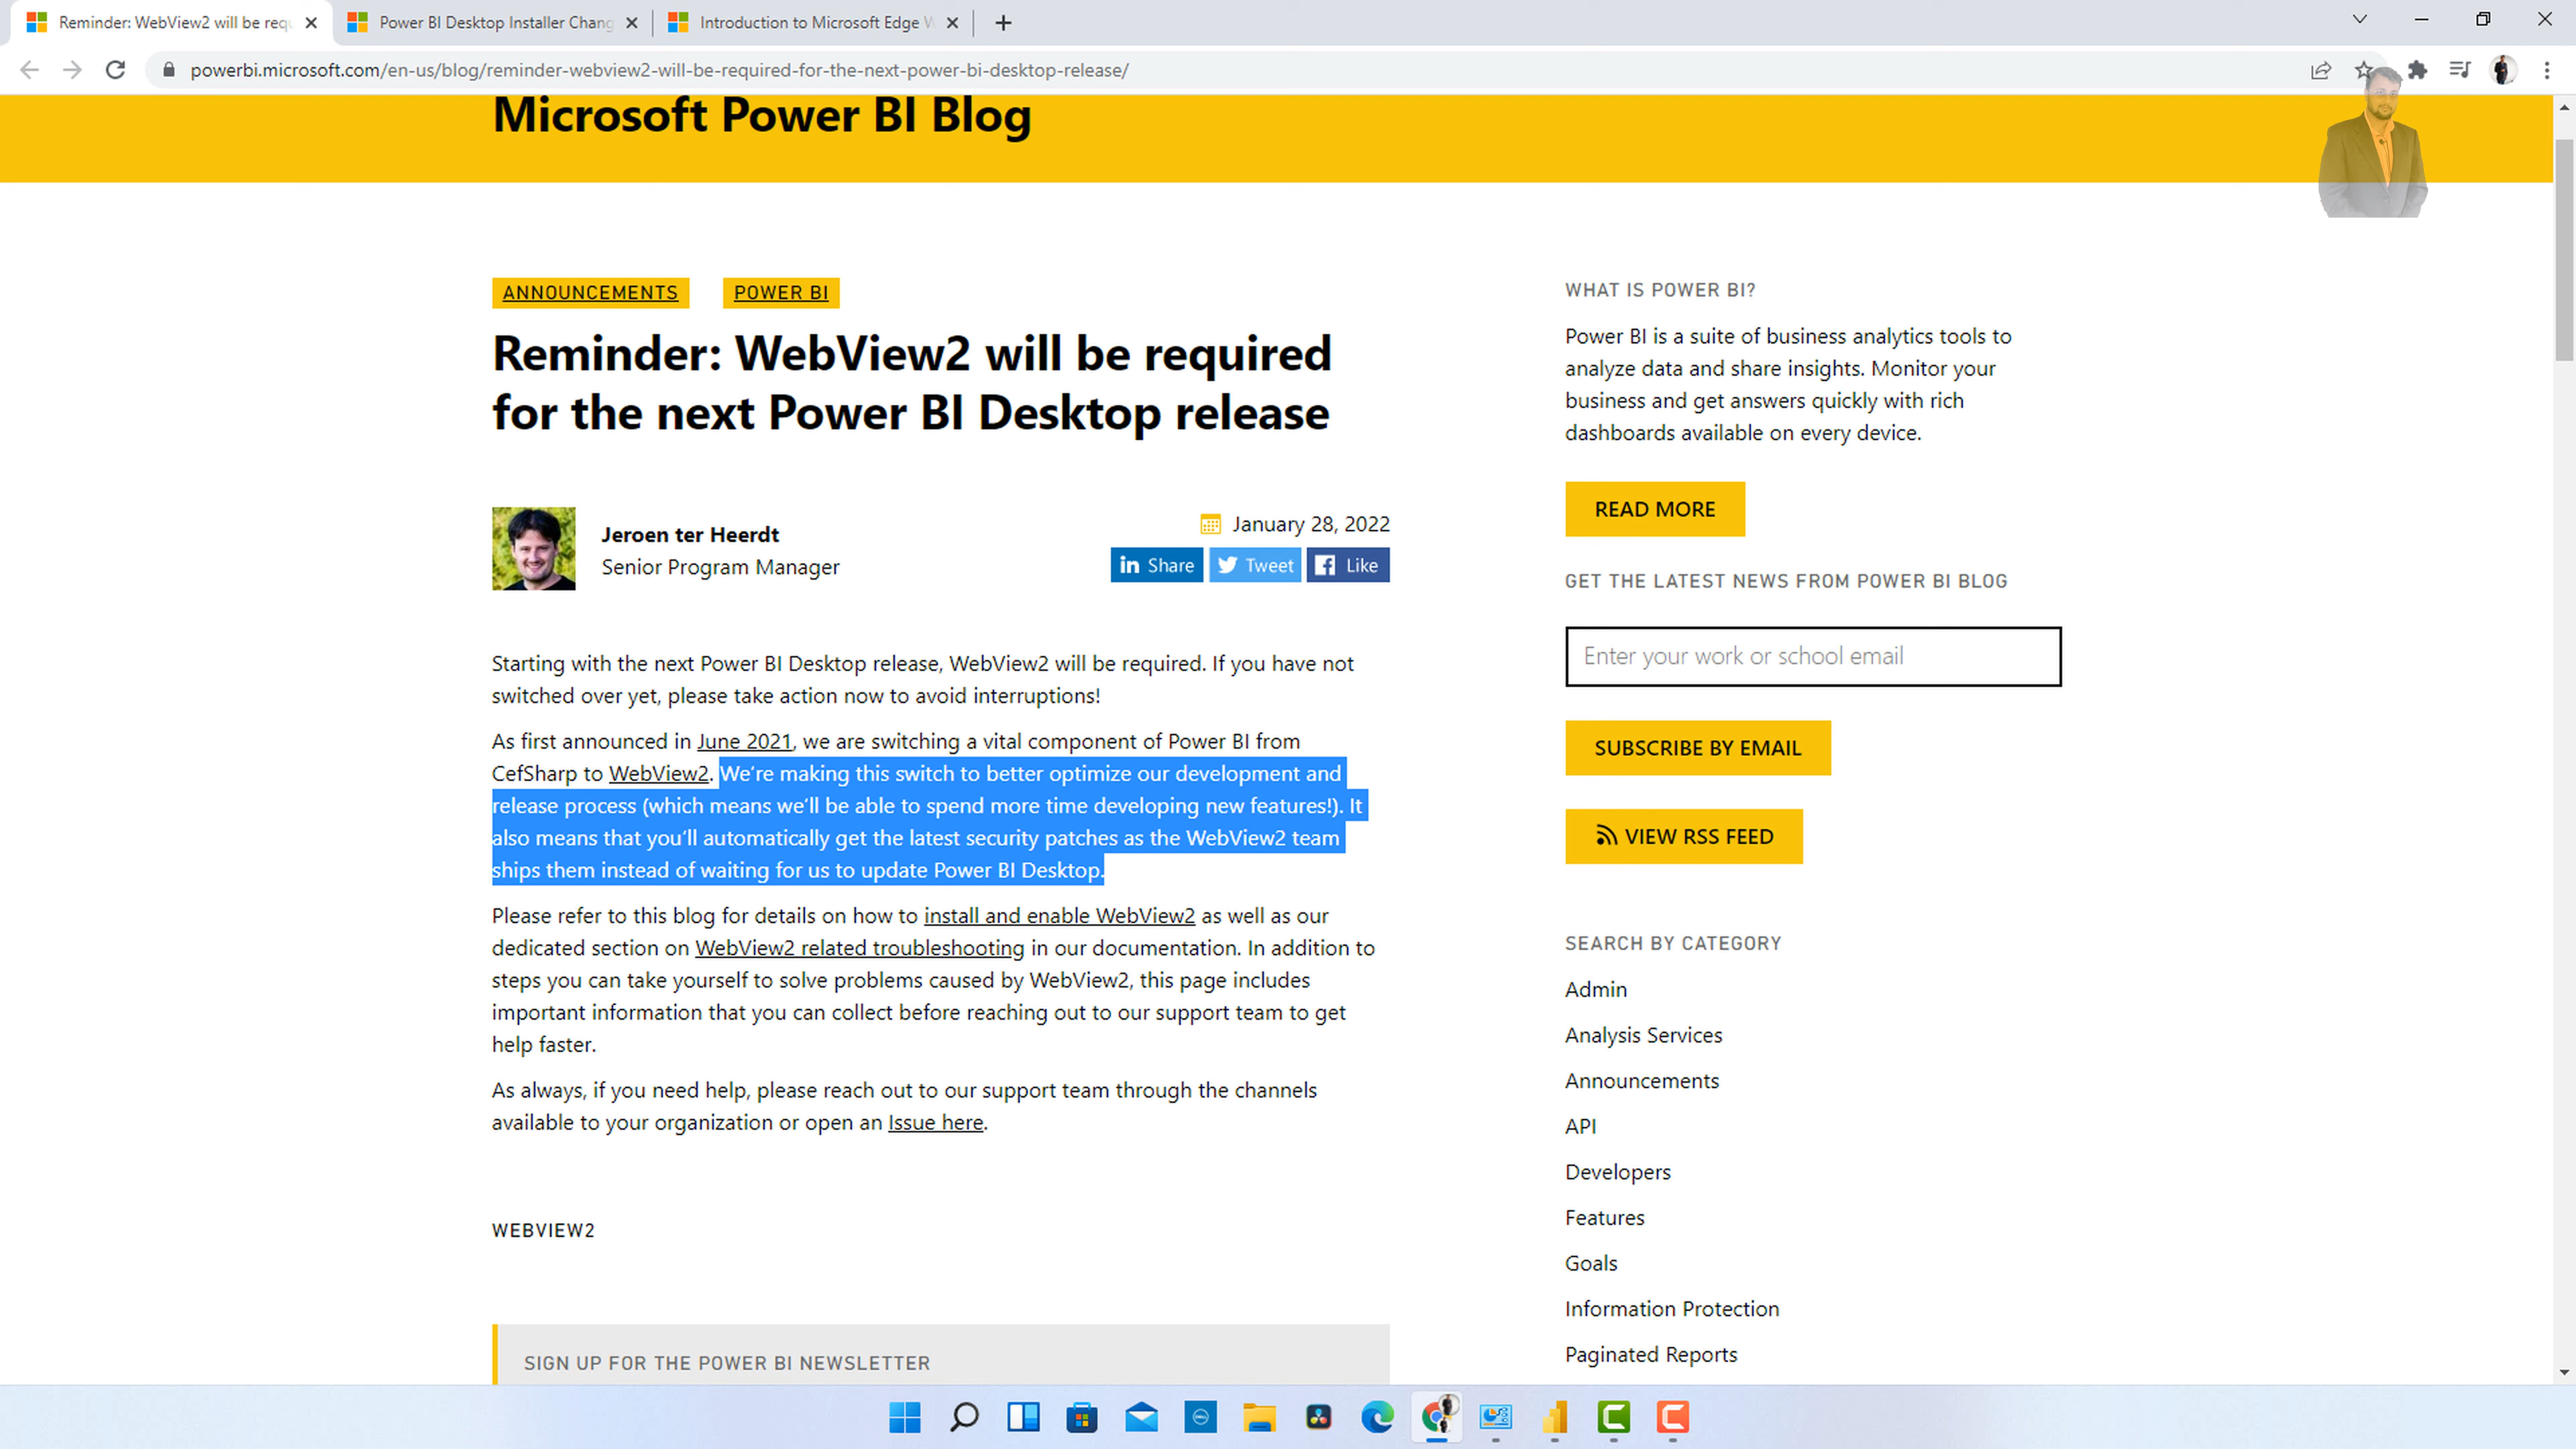 Reminder: WebView2 will be requ
Power BI Desktop Installer Chang
Introduction to Microsoft Edge W
powerbi.microsoft.com/en-us/blog/reminder-webview2-will-be-required-for-the-next-power-bi-desktop-release/
Microsoft Power BI Blog
ANNOUNCEMENTS POWER BI
Reminder: WebView2 will be required
for the next Power BI Desktop release
Jeroen ter Heerdt
Senior Program Manager
January 28, 2022
in Share Tweet Like
Starting with the next Power BI Desktop release, WebView2 will be required. If you have not
switched over yet, please take action now to avoid interruptions!
As first announced in June 2021, we are switching a vital component of Power BI from
CefSharp to WebView2. We're making this switch to better optimize our development and
release process (which means we'll be able to spend more time developing new features!). It
also means that you'll automatically get the latest security patches as the WebView2 team
ships them instead of waiting for us to update Power BI Desktop.
Please refer to this blog for details on how to install and enable WebView2 as well as our
dedicated section on WebView2 related troubleshooting in our documentation. In addition to
steps you can take yourself to solve problems caused by WebView2, this page includes
important information that you can collect before reaching out to our support team to get
help faster.
As always, if you need help, please reach out to our support team through the channels
available to your organization or open an Issue here.
WEBVIEW2
SIGN UP FOR THE POWER BI NEWSLETTER
WHAT IS POWER BI?
Power BI is a suite of business analytics tools to
analyze data and share insights. Monitor your
business and get answers quickly with rich
dashboards available on every device.
READ MORE
GET THE LATEST NEWS FROM POWER BI BLOG
Enter your work or school email
SUBSCRIBE BY EMAIL
VIEW RSS FEED
SEARCH BY CATEGORY
Admin
Analysis Services
Announcements
API
Developers
Features
Goals
Information Protection
Paginated Reports